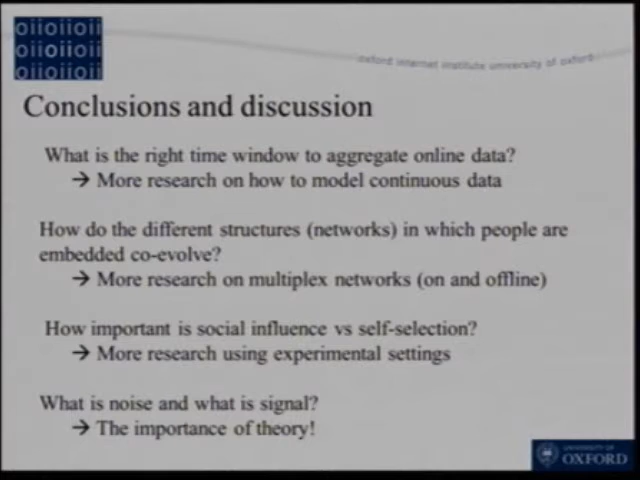 oiioiioii
oiioiioii
oiioiioii
oxford internet institute university of oxford
Conclusions and discussion
What is the right time window to aggregate online data?
→ More research on how to model continuous data
How do the different structures (networks) in which people are
embedded co-evolve?
→ More research on multiplex networks (on and offline)
How important is social influence vs self-selection?
→ More research using experimental settings
What is noise and what is signal?
→ The importance of theory!
UNIVERSITY OF
OXFORD